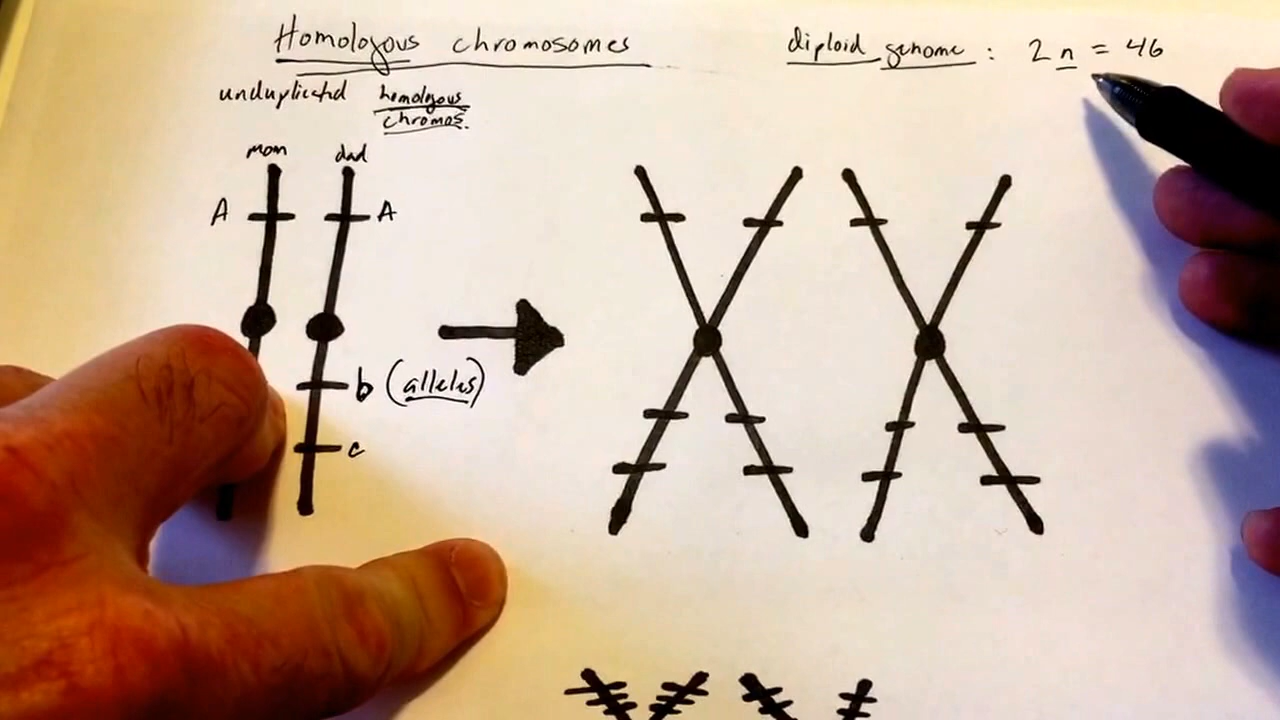 Homologous chromosomes
diploid genome : 2n = 46
unduplicated homologous
chromos.
mom dad
A A
b (alleles)
c